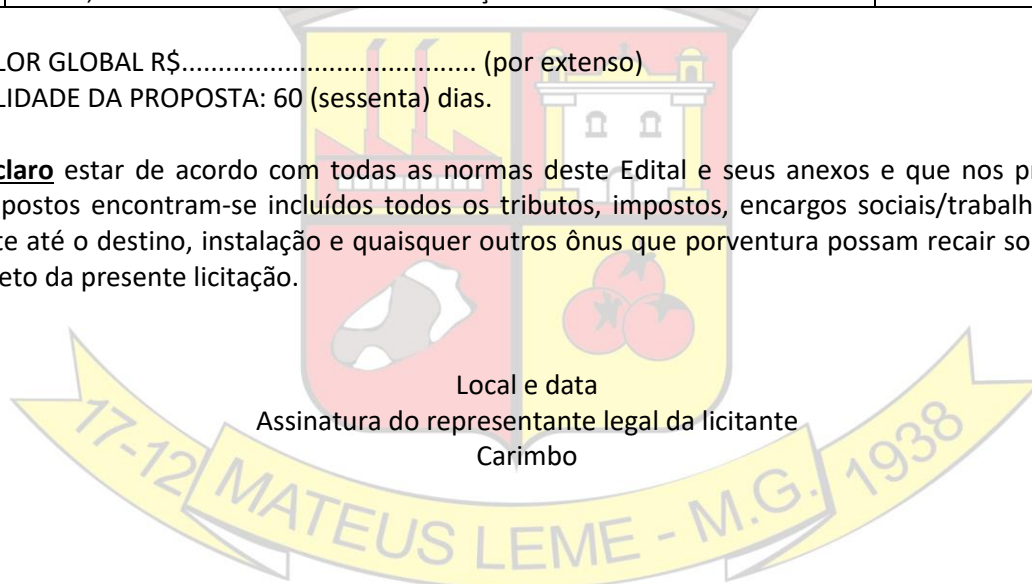 LOR GLOBAL R$........................................ (por extenso)
LIDADE DA PROPOSTA: 60 (sessenta) dias.
claro estar de acordo com todas as normas deste Edital e seus anexos e que nos p
postos encontram-se incluídos todos os tributos, impostos, encargos sociais/trabalh
te até o destino, instalação e quaisquer outros ônus que porventura possam recair so
eto da presente licitação.
Local e data
Assinatura do representante legal da licitante
Carimbo
17-12 MATEUS LEME - M.G. 1938